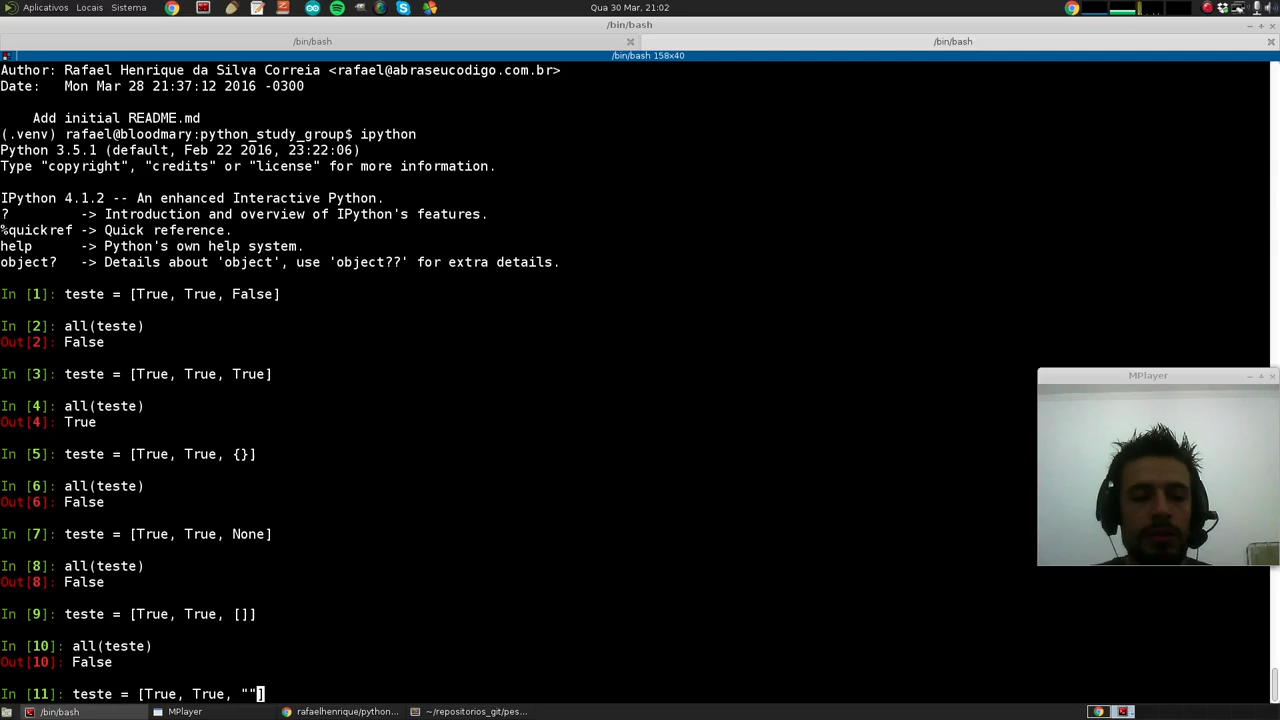 Aplicativos Locais Sistema Qua 30 Mar, 21:02
/bin/bash
/bin/bash /bin/bash
/bin/bash 158x40
Author: Rafael Henrique da Silva Correia <rafael@abraseucodigo.com.br>
Date:   Mon Mar 28 21:37:12 2016 -0300
    Add initial README.md
(.venv) rafael@bloodmary:python_study_group$ ipython
Python 3.5.1 (default, Feb 22 2016, 23:22:06)
Type "copyright", "credits" or "license" for more information.
IPython 4.1.2 -- An enhanced Interactive Python.
?         -> Introduction and overview of IPython's features.
%quickref -> Quick reference.
help      -> Python's own help system.
object?   -> Details about 'object', use 'object??' for extra details.
In [1]: teste = [True, True, False]
In [2]: all(teste)
Out[2]: False
In [3]: teste = [True, True, True]
In [4]: all(teste)
Out[4]: True
In [5]: teste = [True, True, {}]
In [6]: all(teste)
Out[6]: False
In [7]: teste = [True, True, None]
In [8]: all(teste)
Out[8]: False
In [9]: teste = [True, True, []]
In [10]: all(teste)
Out[10]: False
In [11]: teste = [True, True, ""]
MPlayer
/bin/bash MPlayer rafaelhenrique/python... ~/repositorios_git/pes...